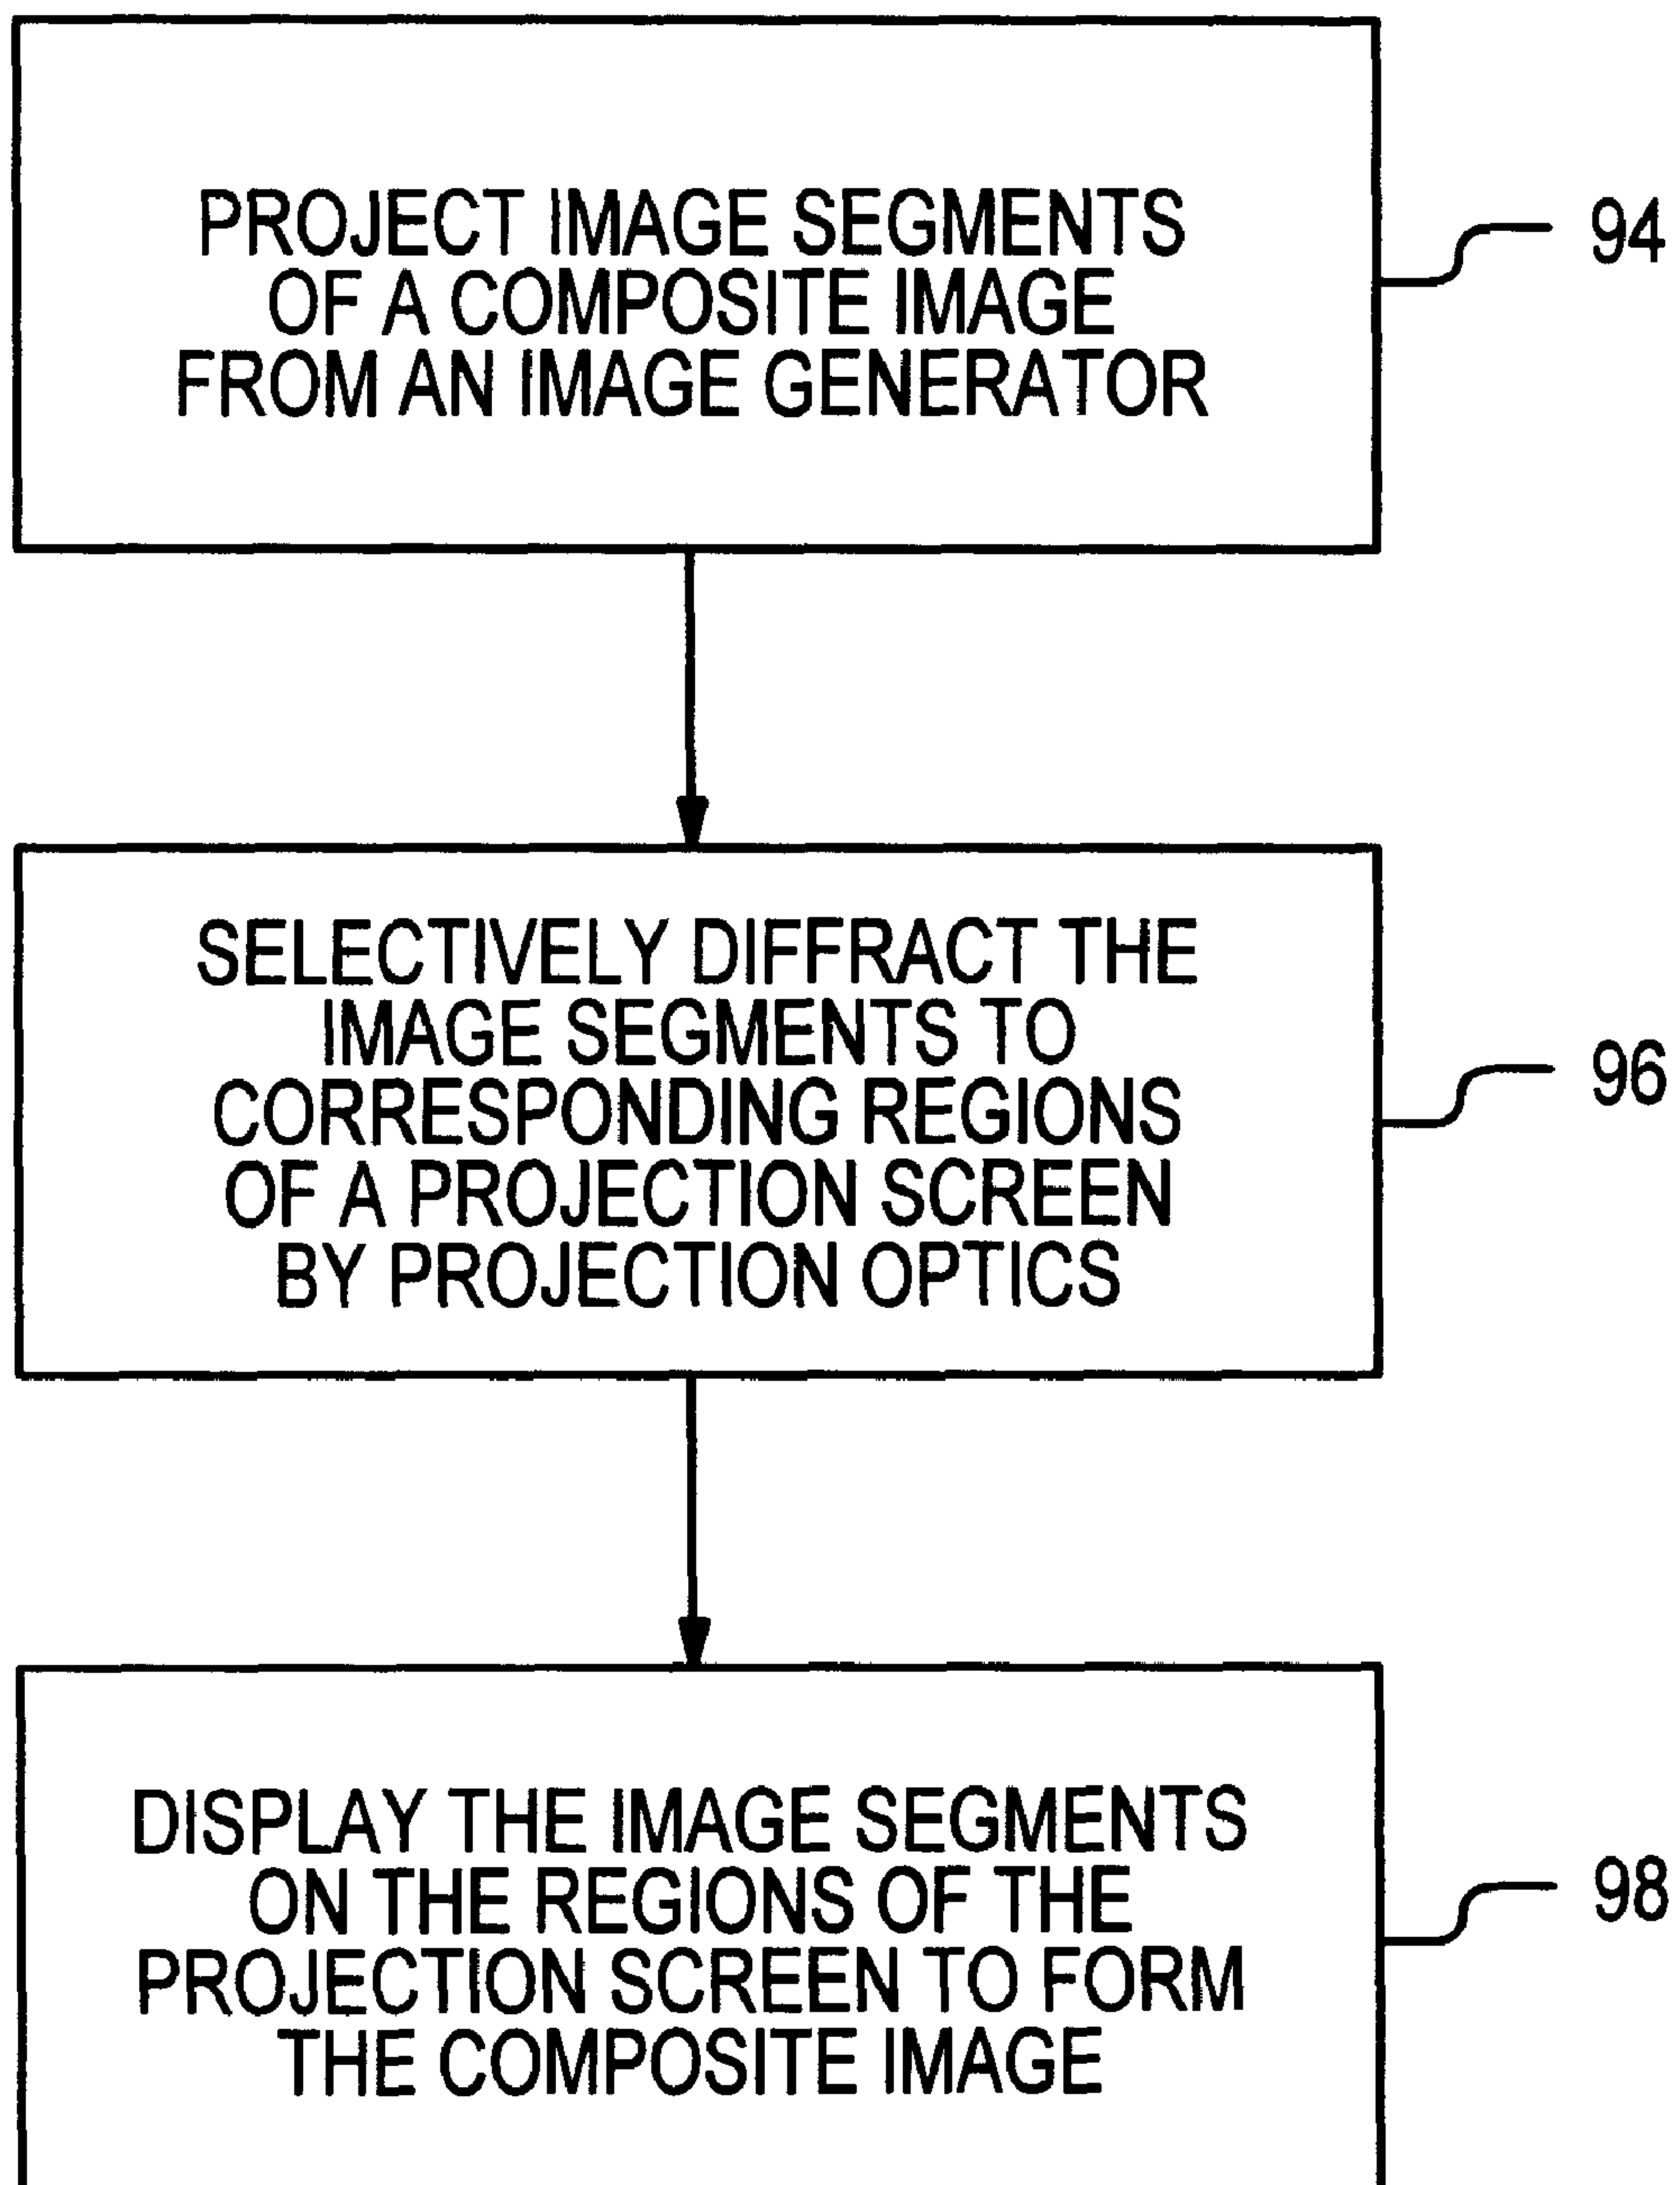 PROJECT IMAGE SEGMENTS
OF A COMPOSITE IMAGE
FROM AN IMAGE GENERATOR
94
SELECTIVELY DIFFRACT THE
IMAGE SEGMENTS TO
CORRESPONDING REGIONS
OF A PROJECTION SCREEN
BY PROJECTION OPTICS
96
DISPLAY THE IMAGE SEGMENTS
ON THE REGIONS OF THE
PROJECTION SCREEN TO FORM
THE COMPOSITE IMAGE
98